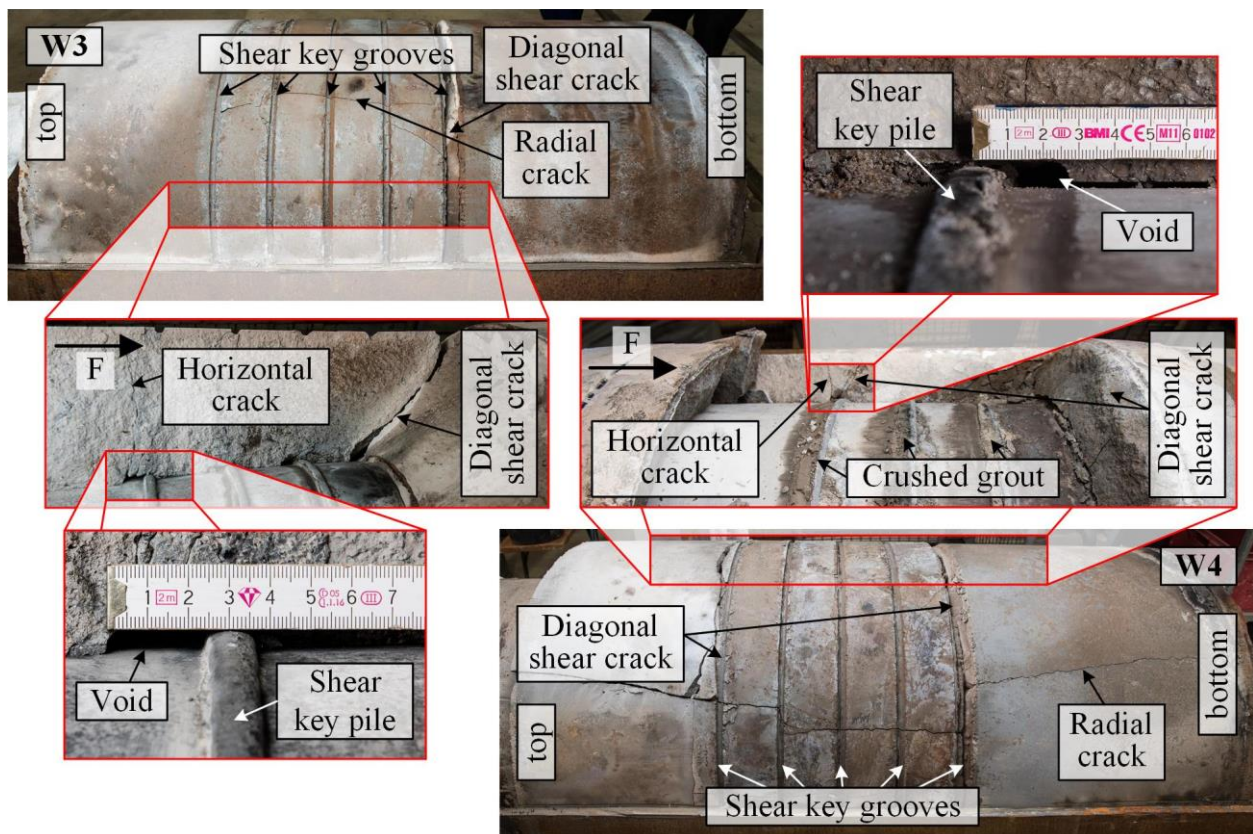 W3
Shear key grooves
Diagonal
shear crack
top
Radial
crack
bottom
Shear
key pile
1 2m 2 III 3 BMI 4 CE 5 M11 6 0102
Void
F
Horizontal
crack
Diagonal
shear crack
F
Horizontal
crack
Crushed grout
Diagonal
shear crack
1 2m 2 3 4 5 6 III 7
Void
Shear
key pile
W4
Diagonal
shear crack
top
Radial
crack
bottom
Shear key grooves